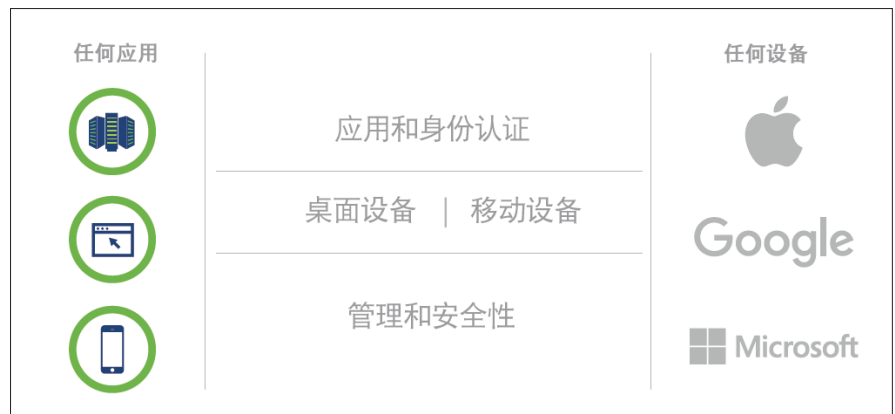 任何应用
任何设备
应用和身份认证
桌面设备 | 移动设备
Google
管理和安全性
Microsoft